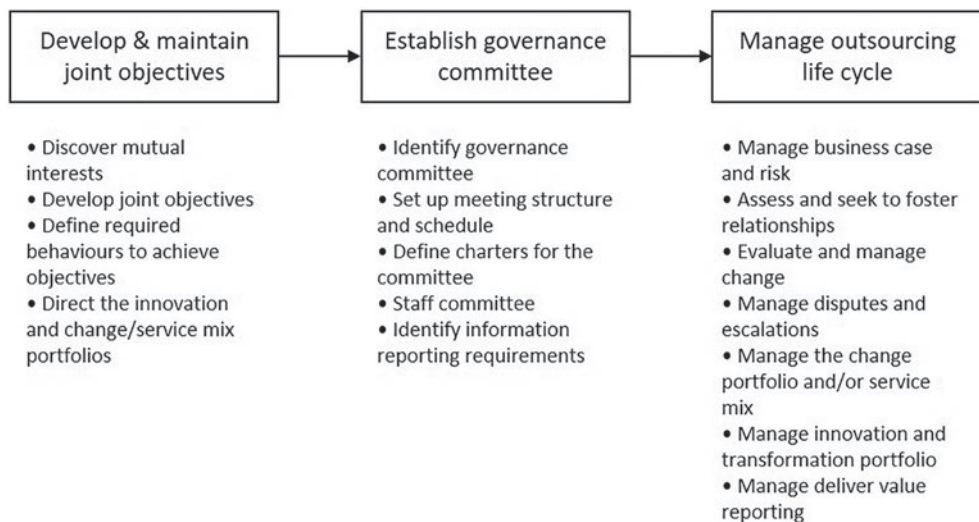 Develop & maintain
joint objectives
Establish governance
committee
Manage outsourcing
life cycle
• Discover mutual
interests
• Develop joint objectives
• Define required
behaviours to achieve
objectives
• Direct the innovation
and change/service mix
portfolios
• Identify governance
committee
• Set up meeting structure
and schedule
• Define charters for the
committee
• Staff committee
• Identify information
reporting requirements
• Manage business case
and risk
• Assess and seek to foster
relationships
• Evaluate and manage
change
• Manage disputes and
escalations
• Manage the change
portfolio and/or service
mix
• Manage innovation and
transformation portfolio
• Manage deliver value
reporting